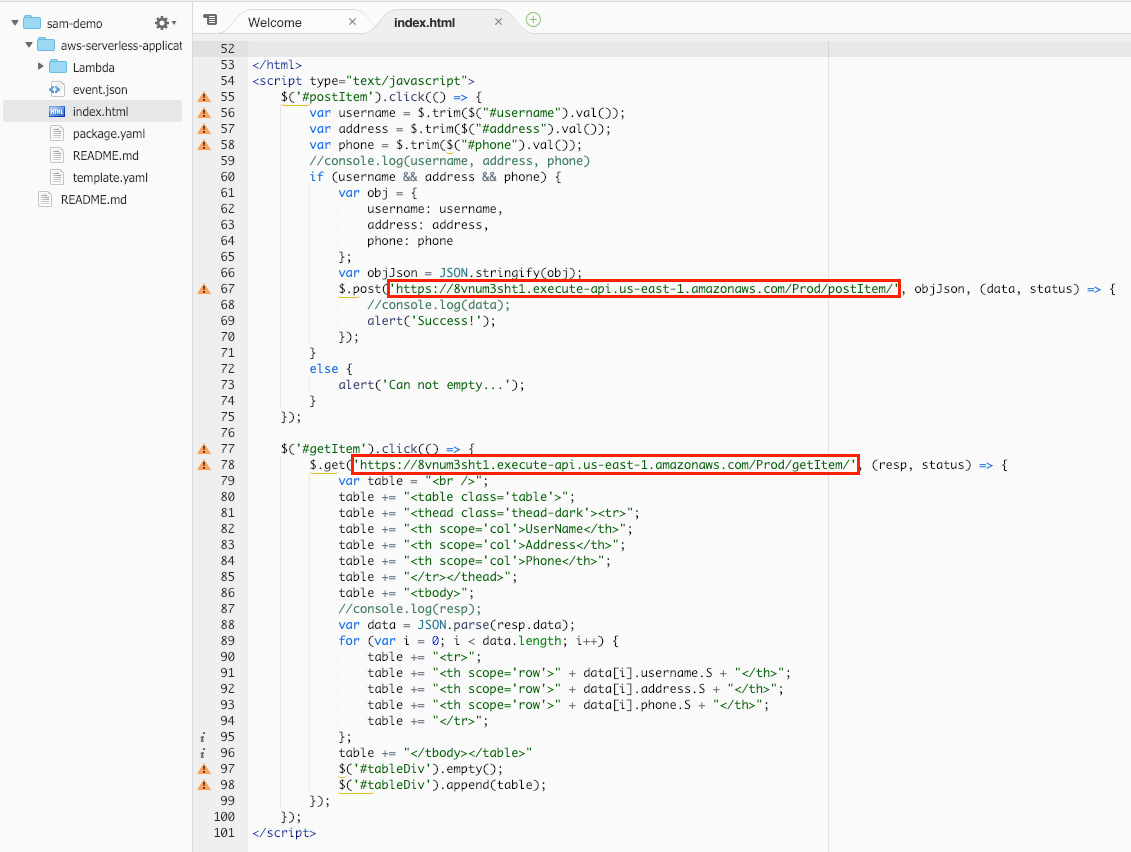 sam-demo
aws-serverless-applicat
Lambda
event.json
index.html
package.yaml
README.md
template.yaml
README.md
Welcome × index.html ×
52
53 </html>
54 <script type="text/javascript">
55     $('#postItem').click(() => {
56         var username = $.trim($("#username").val());
57         var address = $.trim($("#address").val());
58         var phone = $.trim($("#phone").val());
59         //console.log(username, address, phone)
60         if (username && address && phone) {
61             var obj = {
62                 username: username,
63                 address: address,
64                 phone: phone
65             };
66             var objJson = JSON.stringify(obj);
67             $.post('https://8vnum3sht1.execute-api.us-east-1.amazonaws.com/Prod/postItem/', objJson, (data, status) => {
68                 //console.log(data);
69                 alert('Success!');
70             });
71         }
72         else {
73             alert('Can not empty...');
74         }
75     });
76
77     $('#getItem').click(() => {
78         $.get('https://8vnum3sht1.execute-api.us-east-1.amazonaws.com/Prod/getItem/', (resp, status) => {
79             var table = "<br />";
80             table += "<table class='table'>";
81             table += "<thead class='thead-dark'><tr>";
82             table += "<th scope='col'>UserName</th>";
83             table += "<th scope='col'>Address</th>";
84             table += "<th scope='col'>Phone</th>";
85             table += "</tr></thead>";
86             table += "<tbody>";
87             //console.log(resp);
88             var data = JSON.parse(resp.data);
89             for (var i = 0; i < data.length; i++) {
90                 table += "<tr>";
91                 table += "<th scope='row'>" + data[i].username.S + "</th>";
92                 table += "<th scope='row'>" + data[i].address.S + "</th>";
93                 table += "<th scope='row'>" + data[i].phone.S + "</th>";
94                 table += "</tr>";
95             };
96             table += "</tbody></table>"
97             $('#tableDiv').empty();
98             $('#tableDiv').append(table);
99         });
100     });
101 </script>